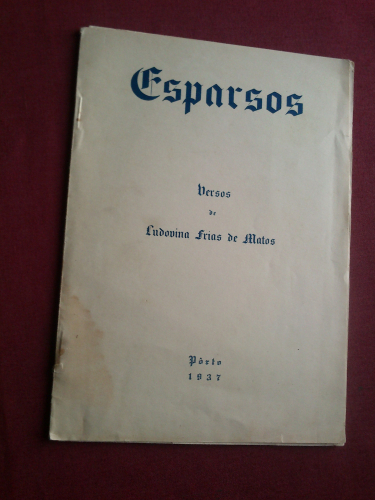 Esparsos
Versos
de
Ludovina Frias de Matos
Pôrto
1937